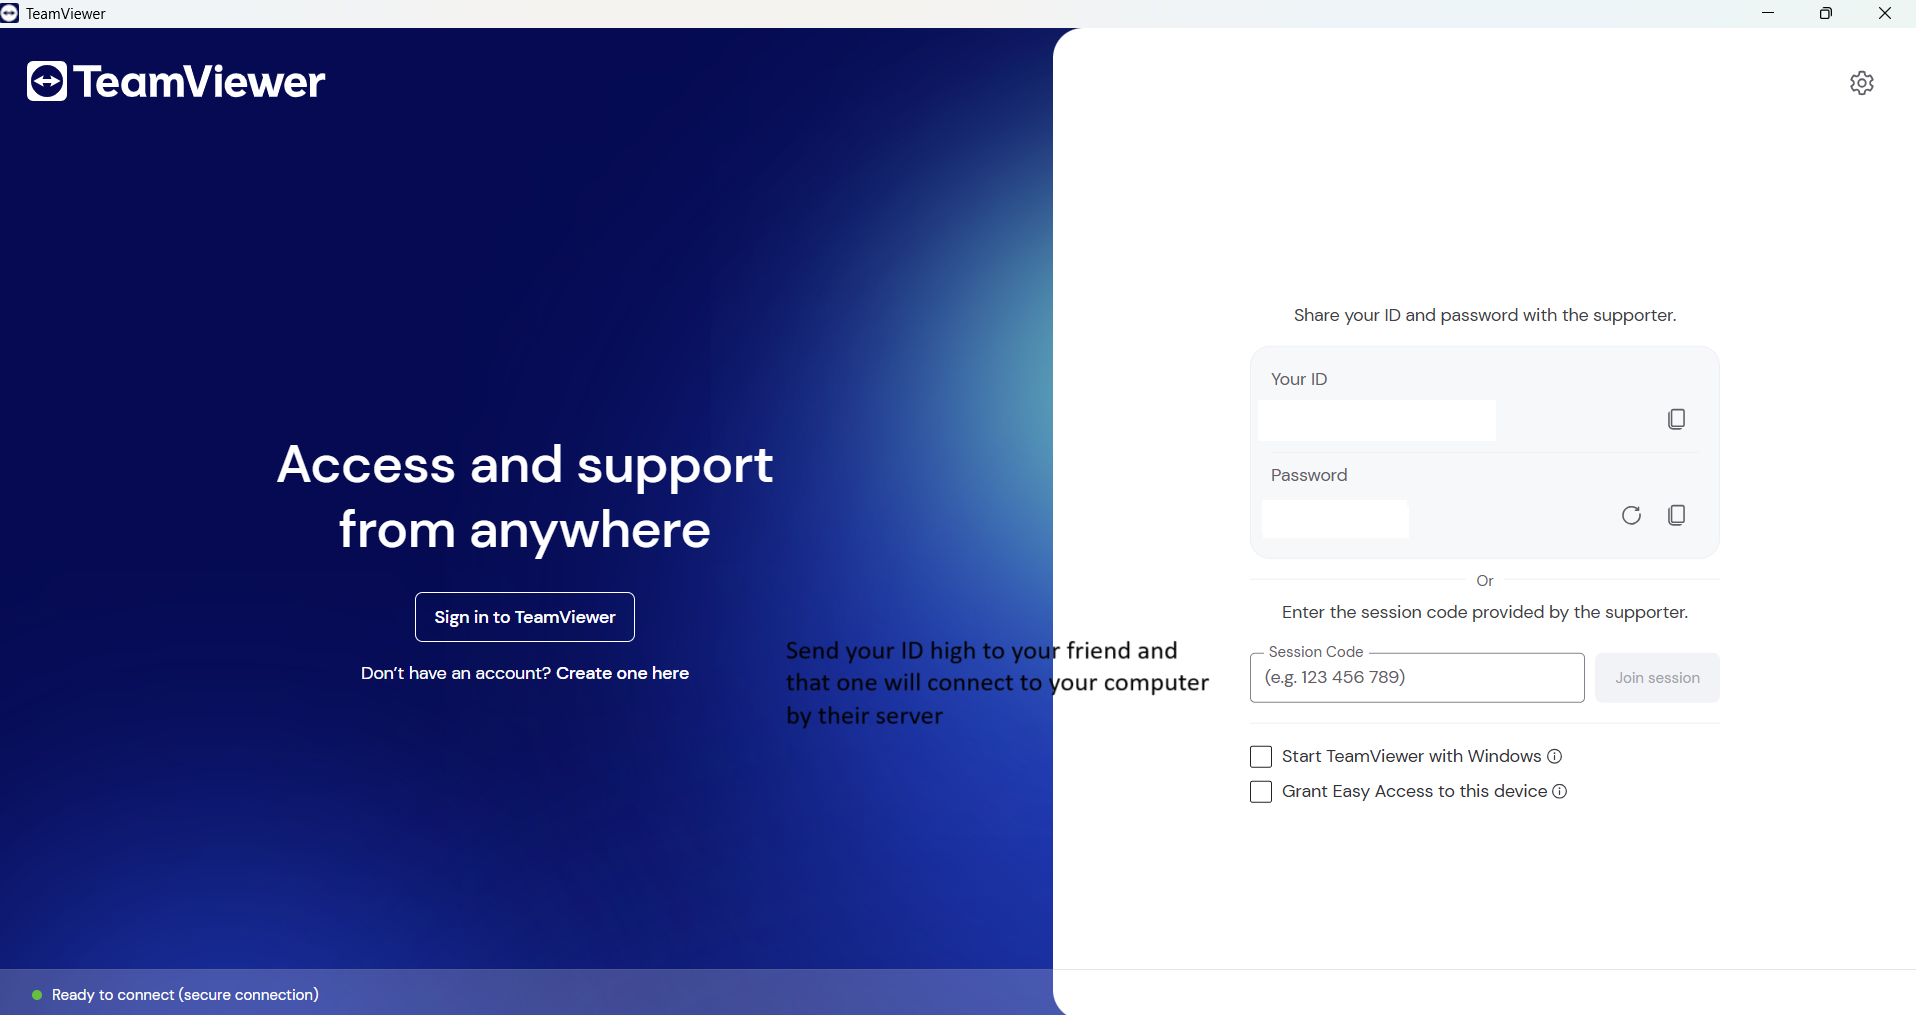 TeamViewer
TeamViewer
Access and support
from anywhere
Sign in to TeamViewer
Don't have an account? Create one here
Send your ID high to your friend and
that one will connect to your computer
by their server
Share your ID and password with the supporter.
Your ID
Password
Or
Enter the session code provided by the supporter.
Session Code
(e.g. 123 456 789)
Join session
Start TeamViewer with Windows
Grant Easy Access to this device
Ready to connect (secure connection)